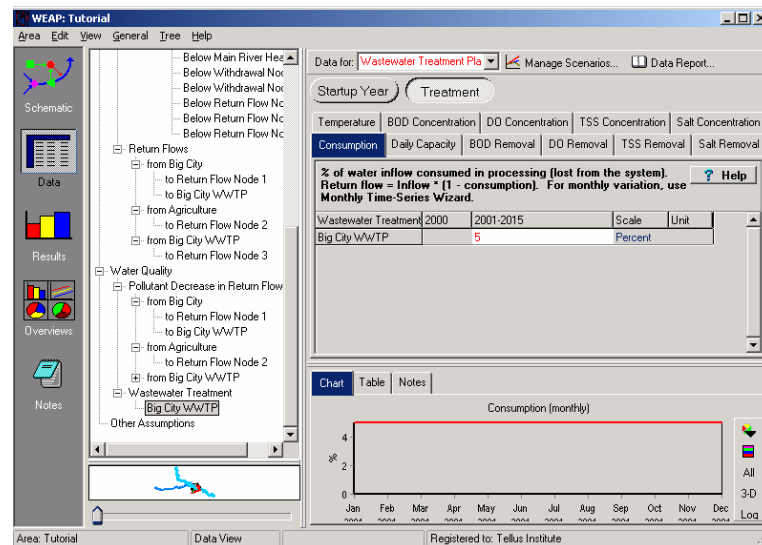 WEAP: Tutorial
Area Edit View General Tree Help
Schematic
Data
Results
Overviews
Notes
Below Main River Hea
Below Withdrawal Noc
Below Withdrawal Noc
Below Return Flow Nc
Below Return Flow Nc
Below Return Flow Nc
Return Flows
from Big City
to Return Flow Node 1
to Big City WWTP
from Agriculture
to Return Flow Node 2
from Big City WWTP
to Return Flow Node 3
Water Quality
Pollutant Decrease in Return Flow
from Big City
to Return Flow Node 1
to Big City WWTP
from Agriculture
to Return Flow Node 2
from Big City WWTP
Wastewater Treatment
Big City WWTP
Other Assumptions
Data for: Wastewater Treatment Pla Manage Scenarios... Data Report...
Startup Year Treatment
Temperature BOD Concentration DO Concentration TSS Concentration Salt Concentration
Consumption Daily Capacity BOD Removal DO Removal TSS Removal Salt Removal
% of water inflow consumed in processing (lost from the system).
Return flow = Inflow * (1 - consumption). For monthly variation, use
Monthly Time-Series Wizard.
? Help
Wastewater Treatment 2000 2001-2015 Scale Unit
Big City WWTP 5 Percent
Chart Table Notes
Consumption (monthly)
%
4
2
0
Jan Feb Mar Apr May Jun Jul Aug Sep Oct Nov Dec
All
3-D
Log
Area: Tutorial Data View Registered to: Tellus Institute